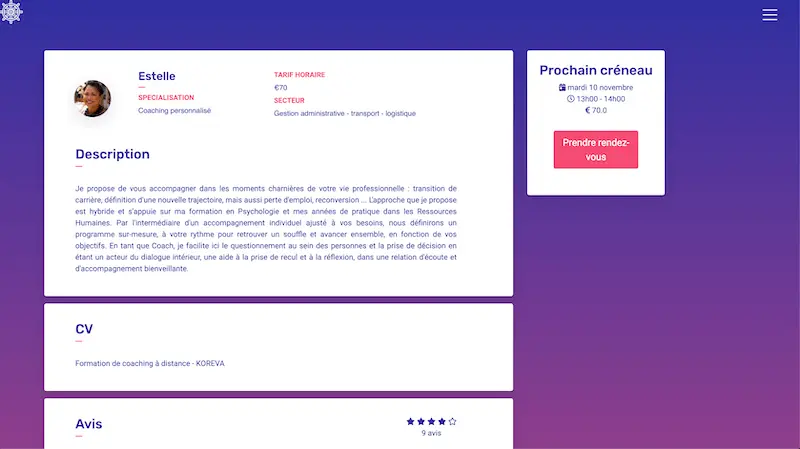 Estelle
SPECIALISATION
Coaching personnalisé
TARIF HORAIRE
€70
SECTEUR
Gestion administrative - transport - logistique
Description
Je propose de vous accompagner dans les moments charnières de votre vie professionnelle : transition de
carrière, définition d'une nouvelle trajectoire, mais aussi perte d'emploi, reconversion ... L'approche que je propose
est hybride et s'appuie sur ma formation en Psychologie et mes années de pratique dans les Ressources
Humaines. Par l'intermédiaire d'un accompagnement individuel ajusté à vos besoins, nous définirons un
programme sur-mesure, à votre rythme pour retrouver un souffle et avancer ensemble, en fonction de vos
objectifs. En tant que Coach, je facilite ici le questionnement au sein des personnes et la prise de décision en
étant un acteur du dialogue intérieur, une aide à la prise de recul et à la réflexion, dans une relation d'écoute et
d'accompagnement bienveillante.
CV
Formation de coaching à distance - KOREVA
Avis
9 avis
Prochain créneau
mardi 10 novembre
13h00 - 14h00
€ 70.0
Prendre rendez-
vous